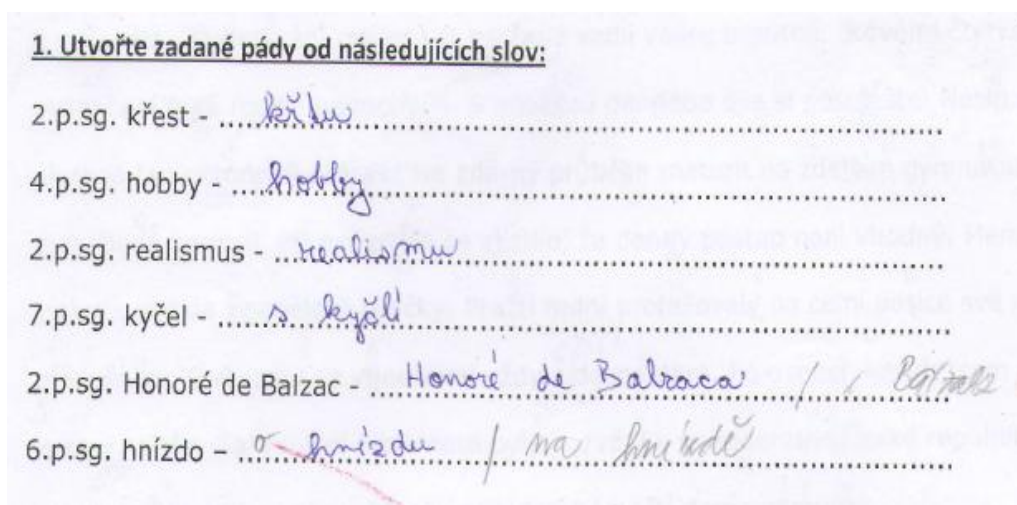 1. Utvořte zadané pády od následujících slov:
2.p.sg. křest - křtu
4.p.sg. hobby - hobby
2.p.sg. realismus - realismu
7.p.sg. kyčel - s kyčlí
2.p.sg. Honoré de Balzac - Honoré de Balzaca /
6.p.sg. hnízdo – o hnízdu / na hnízdě